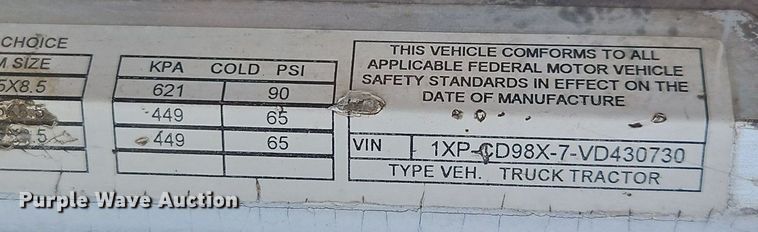 CHOICE
M SIZE
5X8.5
.5
KPA COLD PSI
621 90
449 65
449 65
THIS VEHICLE COMFORMS TO ALL
APPLICABLE FEDERAL MOTOR VEHICLE
SAFETY STANDARDS IN EFFECT ON THE
DATE OF MANUFACTURE
VIN 1XP-CD98X-7-VD430730
TYPE VEH. TRUCK TRACTOR
Purple Wave Auction